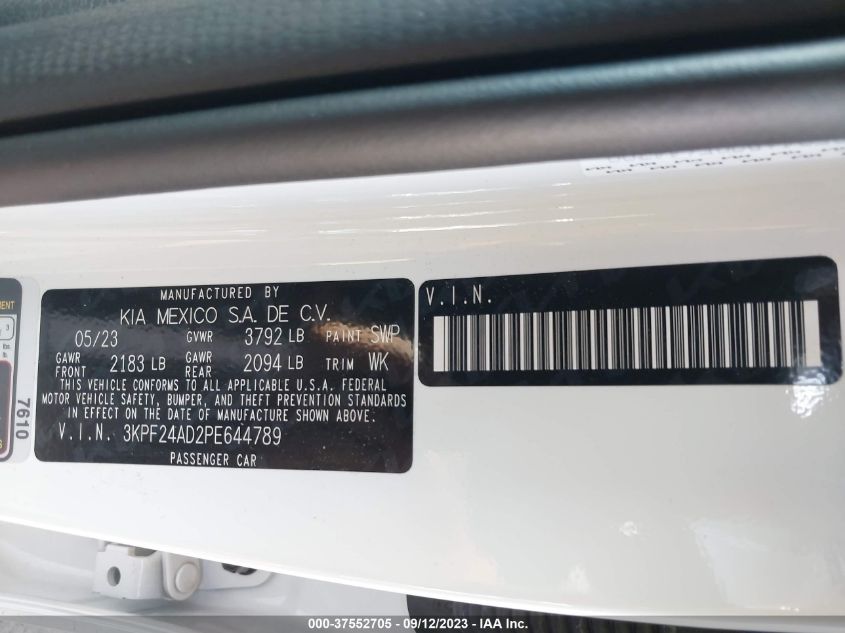 MANUFACTURED BY
KIA MEXICO S.A. DE C.V.
05/23 GVWR 3792 LB PAINT SWP
GAWR FRONT 2183 LB GAWR REAR 2094 LB TRIM WK
THIS VEHICLE CONFORMS TO ALL APPLICABLE U.S.A. FEDERAL
MOTOR VEHICLE SAFETY, BUMPER, AND THEFT PREVENTION STANDARDS
IN EFFECT ON THE DATE OF MANUFACTURE SHOWN ABOVE.
V.I.N. 3KPF24AD2PE644789
PASSENGER CAR
V.I.N.
7610
3
lbs.
000-37552705 - 09/12/2023 - IAA Inc.